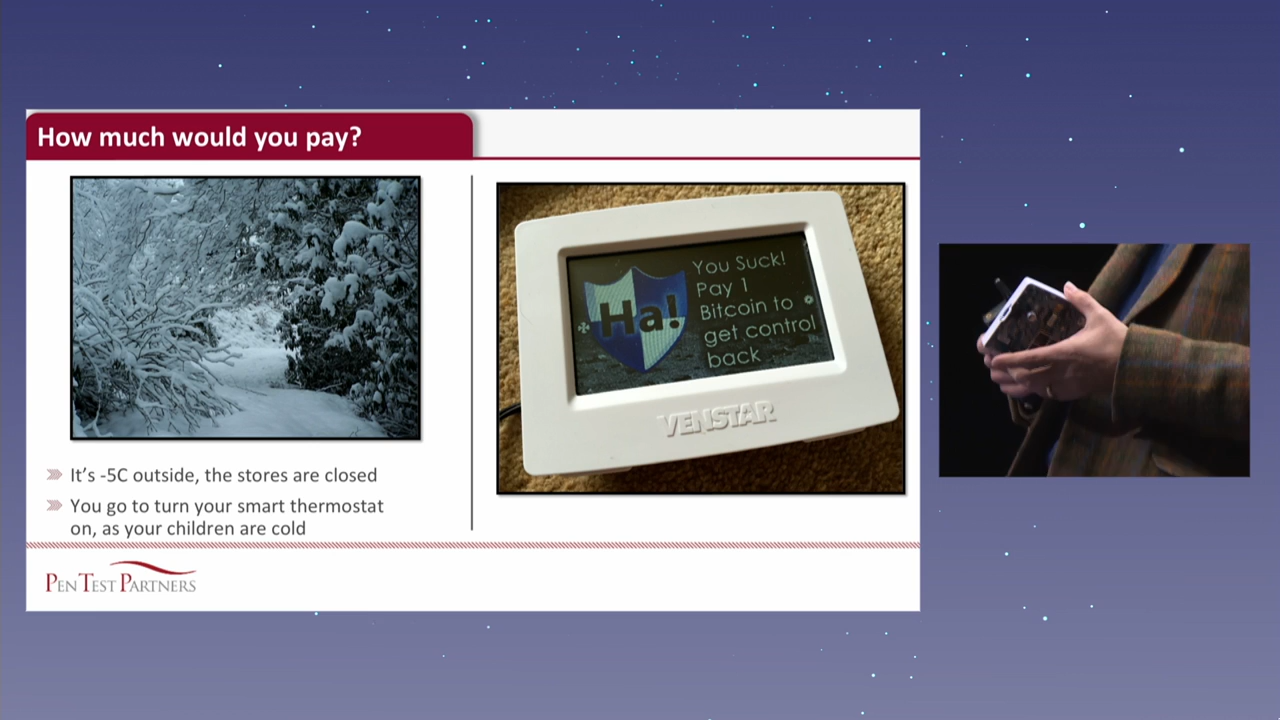 How much would you pay?
It's -5C outside, the stores are closed
You go to turn your smart thermostat
on, as your children are cold
Ha!
You Suck!
Pay 1
Bitcoin to
get control
back
VENSTAR
PEN TEST PARTNERS